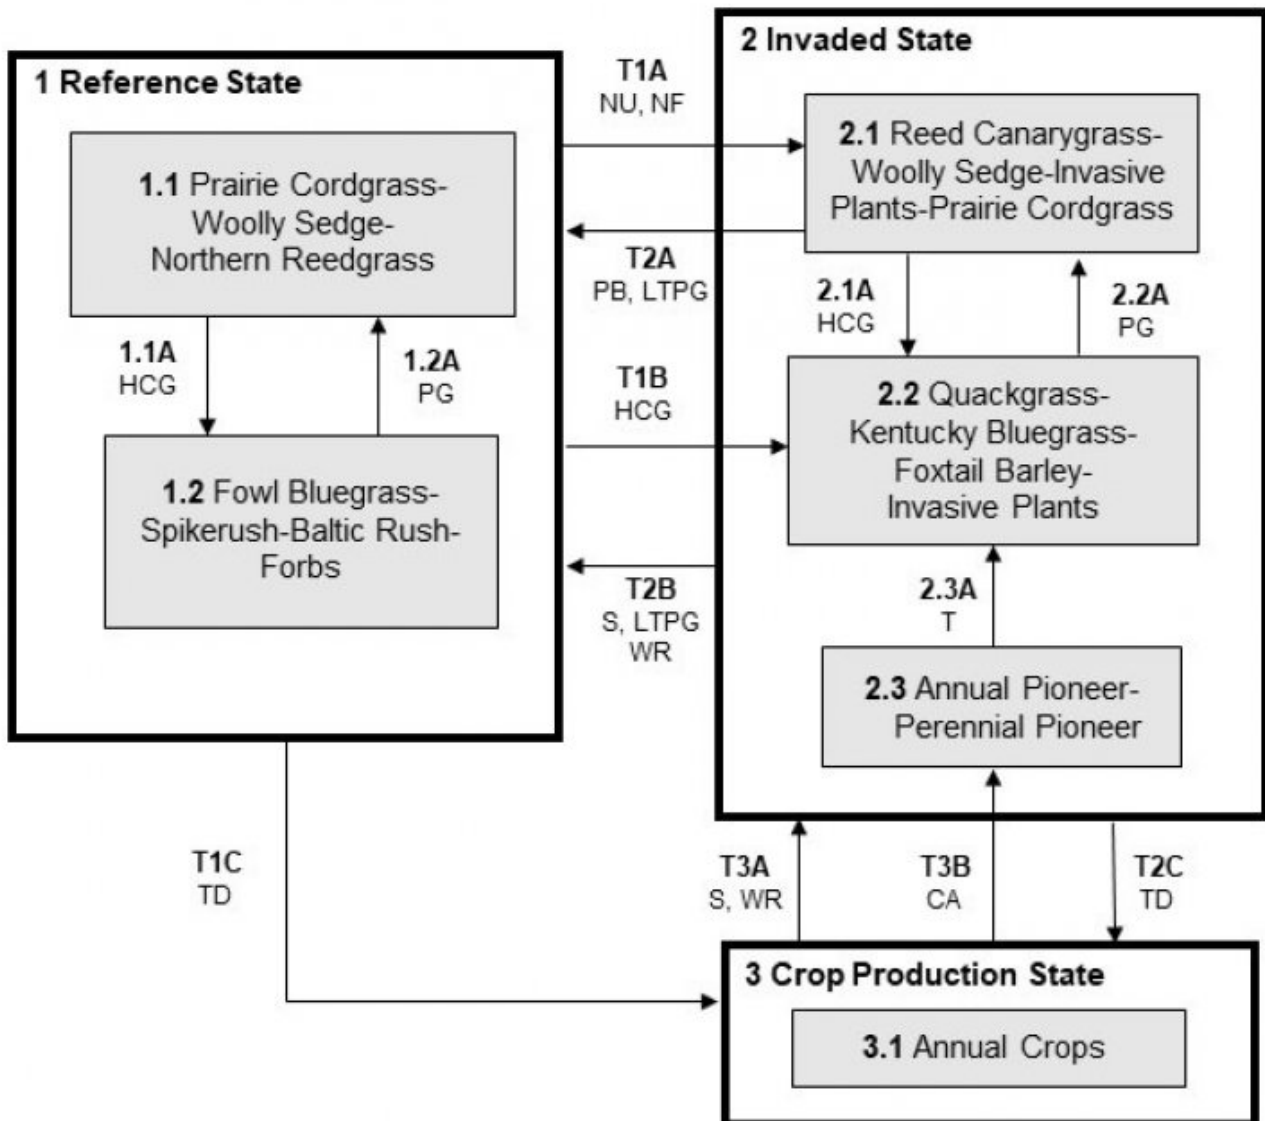 1 Reference State
1.1 Prairie Cordgrass-
Woolly Sedge-
Northern Reedgrass
1.1A
HCG
1.2A
PG
1.2 Fowl Bluegrass-
Spikerush-Baltic Rush-
Forbs
T1A
NU, NF
T2A
PB, LTPG
T1B
HCG
T2B
S, LTPG
WR
2 Invaded State
2.1 Reed Canarygrass-
Woolly Sedge-Invasive
Plants-Prairie Cordgrass
2.1A
HCG
2.2A
PG
2.2 Quackgrass-
Kentucky Bluegrass-
Foxtail Barley-
Invasive Plants
2.3A
T
2.3 Annual Pioneer-
Perennial Pioneer
T1C
TD
T3A
S, WR
T3B
CA
T2C
TD
3 Crop Production State
3.1 Annual Crops